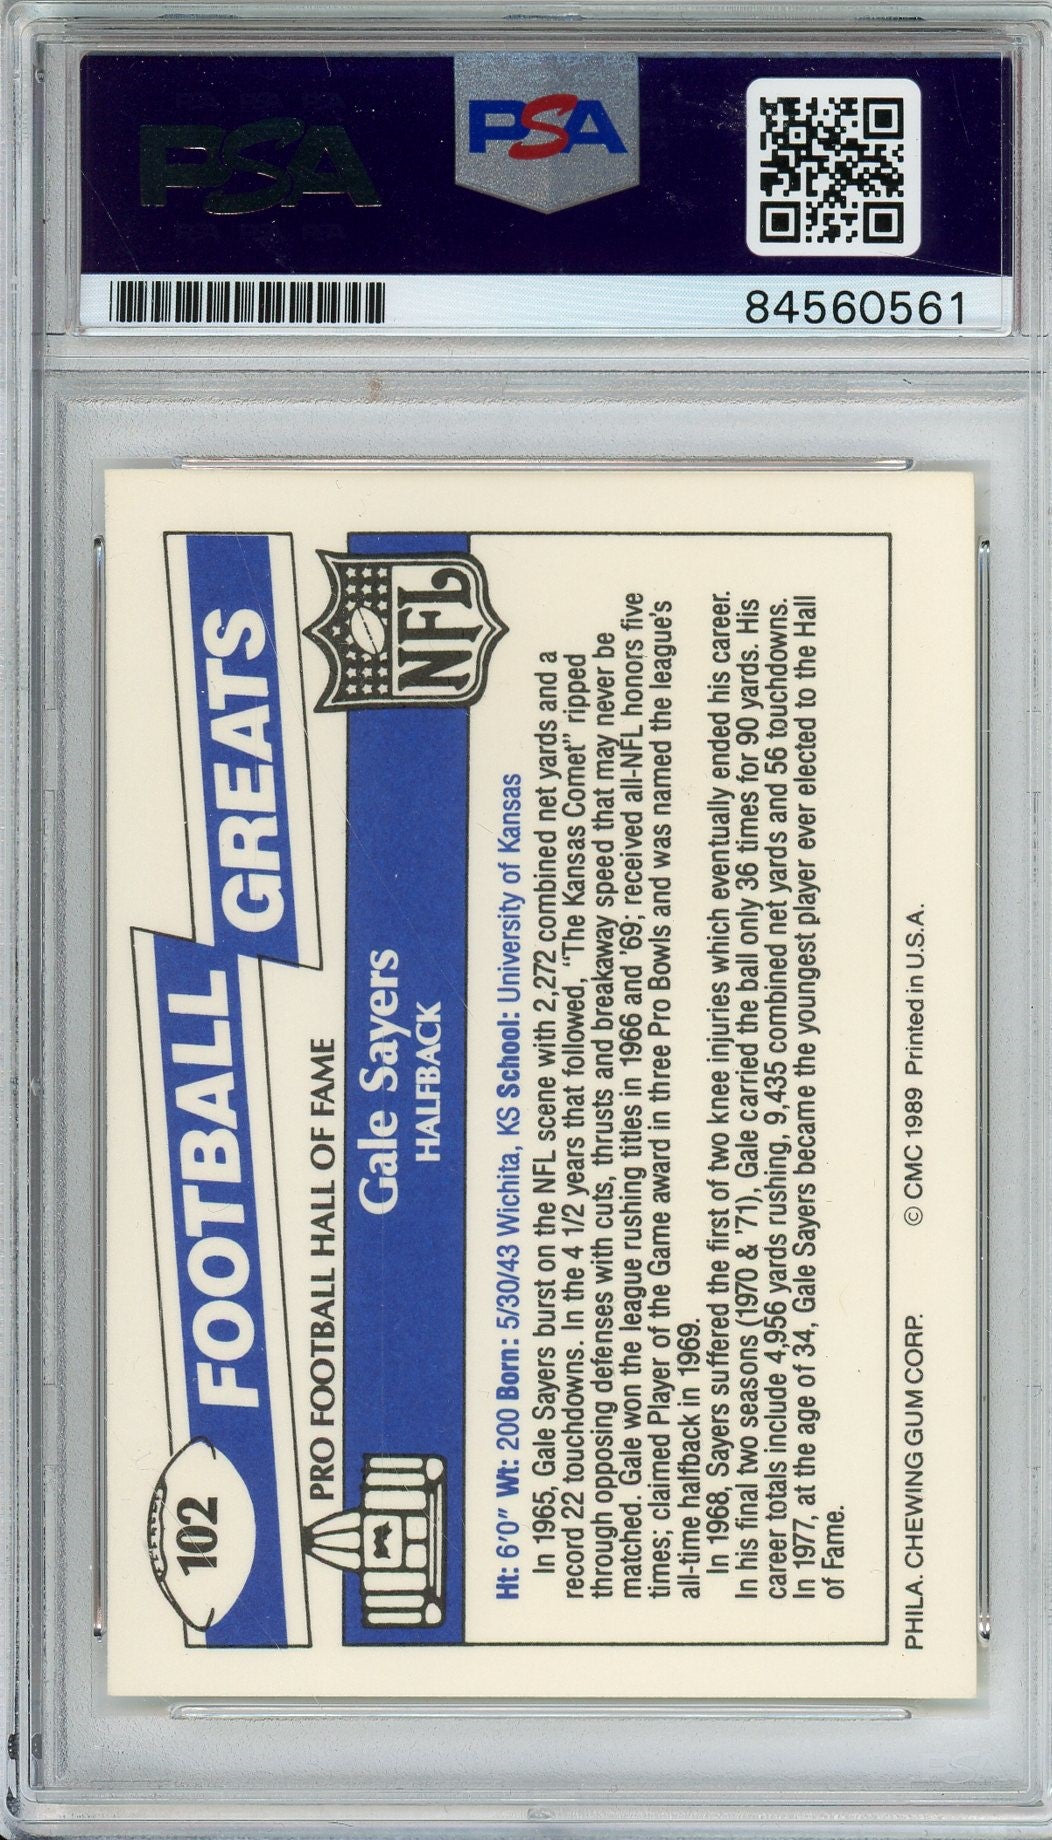 PSA
PSA
84560561
102
FOOTBALL
GREATS
PRO FOOTBALL HALL OF FAME
Gale Sayers
HALFBACK
NFL
Ht: 6'0" Wt: 200 Born: 5/30/43 Wichita, KS School: University of Kansas
In 1965, Gale Sayers burst on the NFL scene with 2,272 combined net yards and a
record 22 touchdowns. In the 4 1/2 years that followed, “The Kansas Comet” ripped
through opposing defenses with cuts, thrusts and breakaway speed that may never be
matched. Gale won the league rushing titles in 1966 and '69; received all-NFL honors five
times; claimed Player of the Game award in three Pro Bowls and was named the league's
all-time halfback in 1969.
In 1968, Sayers suffered the first of two knee injuries which eventually ended his career.
In his final two seasons (1970 & '71), Gale carried the ball only 36 times for 90 yards. His
career totals include 4,956 yards rushing, 9,435 combined net yards and 56 touchdowns.
In 1977, at the age of 34, Gale Sayers became the youngest player ever elected to the Hall
of Fame.
PHILA. CHEWING GUM CORP. © CMC 1989 Printed in U.S.A.